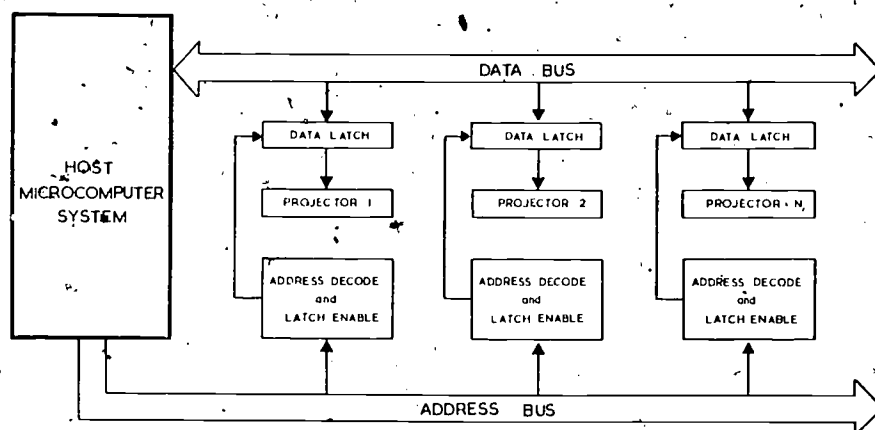 DATA BUS
HOST
MICROCOMPUTER
SYSTEM
DATA LATCH
DATA LATCH
DATA LATCH
PROJECTOR 1
PROJECTOR 2
PROJECTOR N
ADDRESS DECODE
and
LATCH ENABLE
ADDRESS DECODE
and
LATCH ENABLE
ADDRESS DECODE
and
LATCH ENABLE
ADDRESS BUS